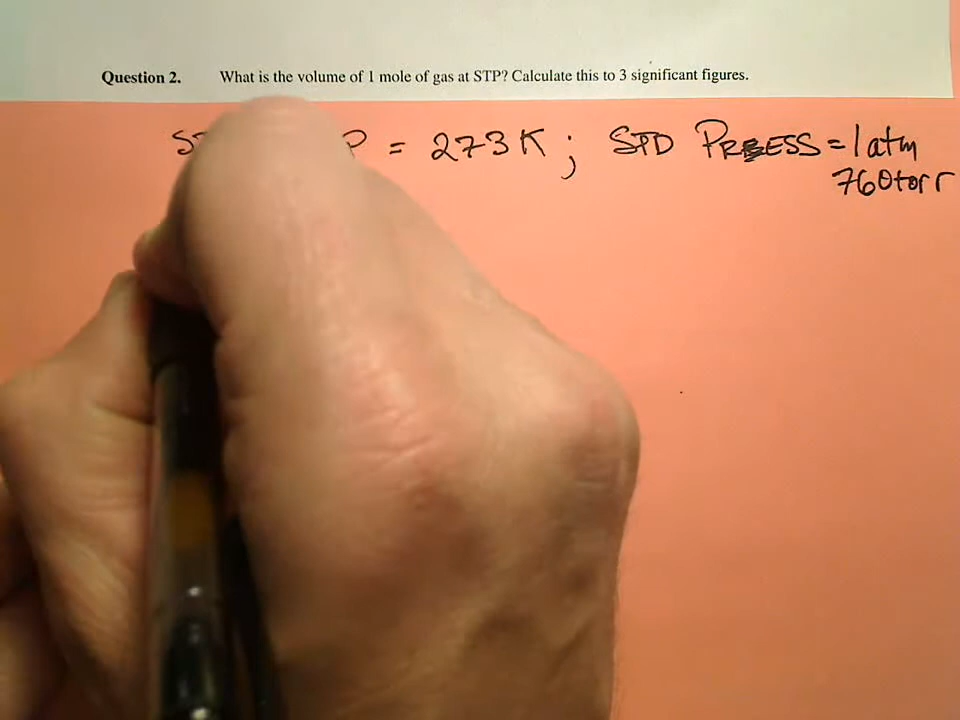 Question 2. What is the volume of 1 mole of gas at STP? Calculate this to 3 significant figures.
= 273 K ; STD PRESS = 1 atm
760 torr